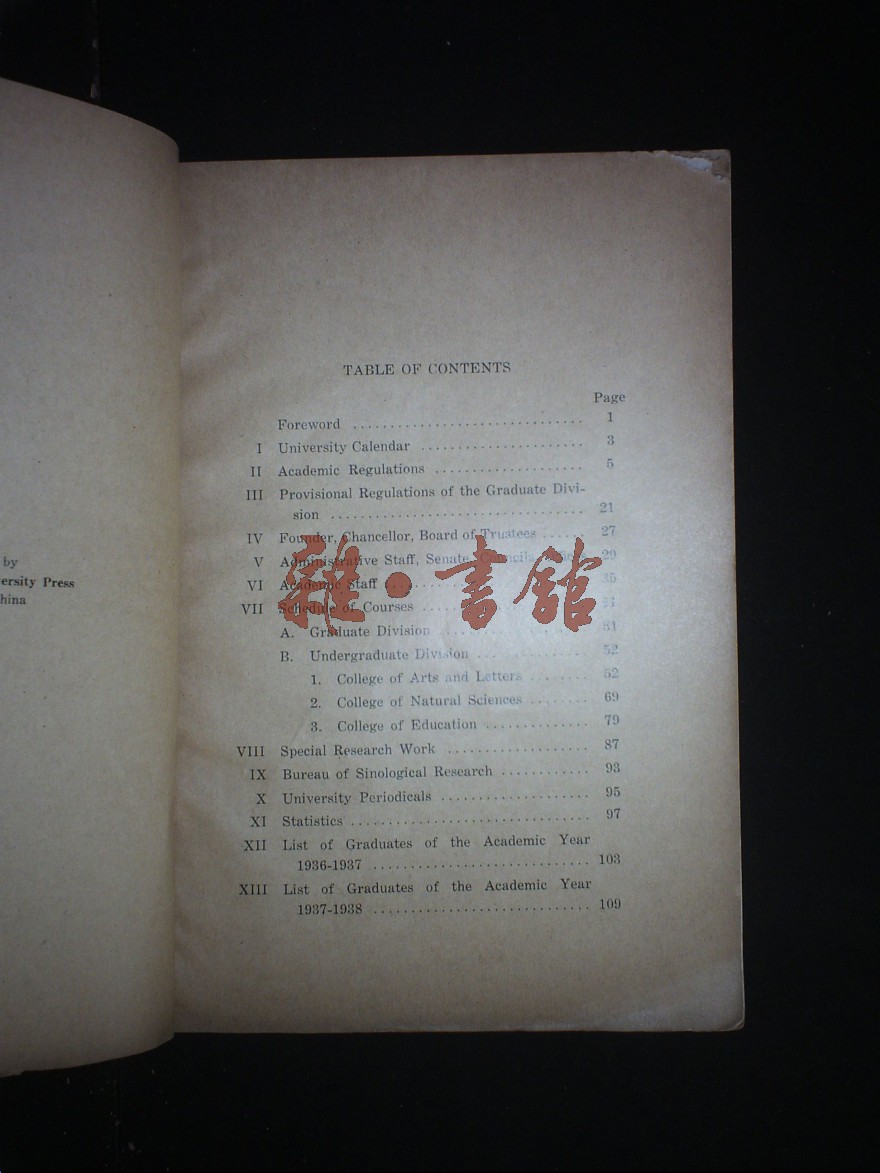 by
ersity Press
hina
TABLE OF CONTENTS
Page
Foreword .............................. 1
I University Calendar ...................... 3
II Academic Regulations .................... 5
III Provisional Regulations of the Graduate Divi-
sion .................................. 21
IV Founder, Chancellor, Board of Trustees ...... 27
V Administrative Staff, Senate, Councils, 29
VI Academic Staff ........ 35
VII Schedule of Courses ........
A. Graduate Division ........ 51
B. Undergraduate Division ............... 52
1. College of Arts and Letters ........ 52
2. College of Natural Sciences ........ 69
3. College of Education .............. 79
VIII Special Research Work ................... 87
IX Bureau of Sinological Research ............ 93
X University Periodicals .................... 95
XI Statistics ................................ 97
XII List of Graduates of the Academic Year
1936-1937 ............................. 103
XIII List of Graduates of the Academic Year
1937-1938 ............................. 109
雜·書館